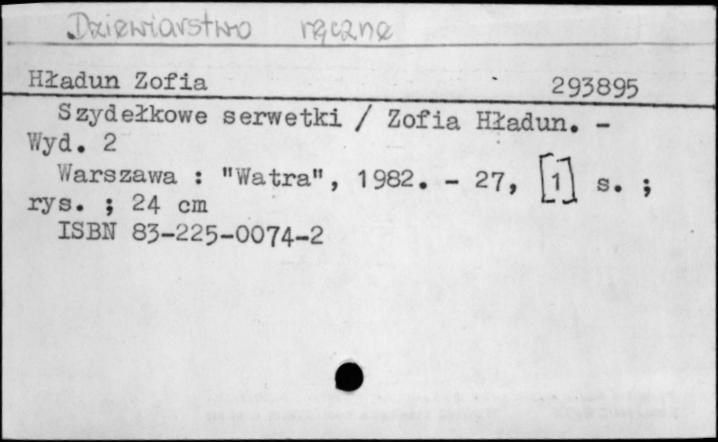 Dziewiarstwo ręczne
Hładun Zofia 293895
Szydełkowe serwetki / Zofia Hładun. -
Wyd. 2
Warszawa : "Watra", 1982. - 27, [1] s. ;
rys. ; 24 cm
ISBN 83-225-0074-2